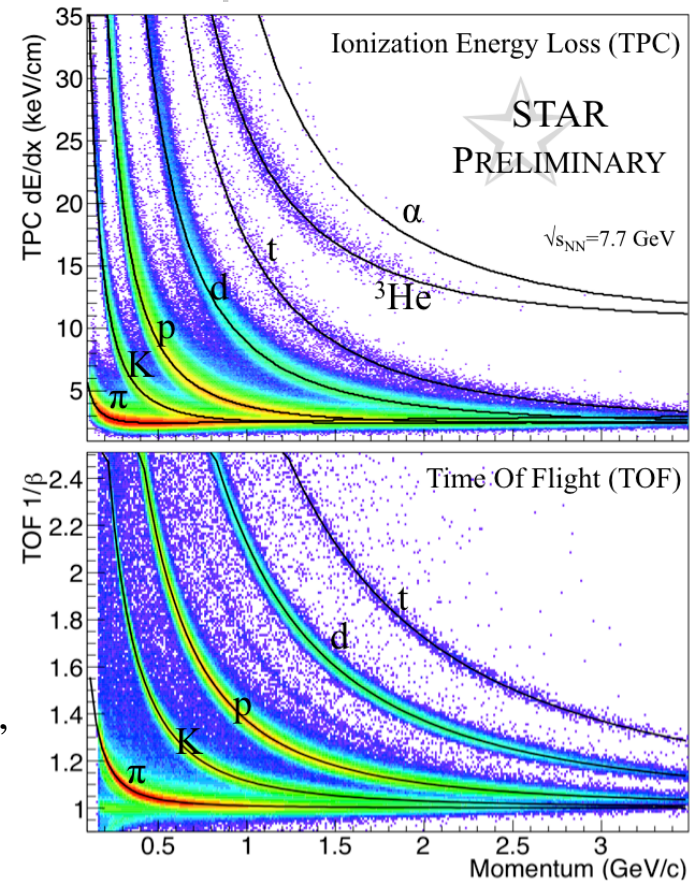 Ionization Energy Loss (TPC)
STAR
PRELIMINARY
√sNN=7.7 GeV
TPC dE/dx (keV/cm)
35
30
25
20
15
10
5
α
t
³He
d
p
K
π
Time Of Flight (TOF)
TOF 1/β
2.4
2.2
2
1.8
1.6
1.4
1.2
1
t
d
p
K
π
,
0.5
1
1.5
2
2.5
3
Momentum (GeV/c)